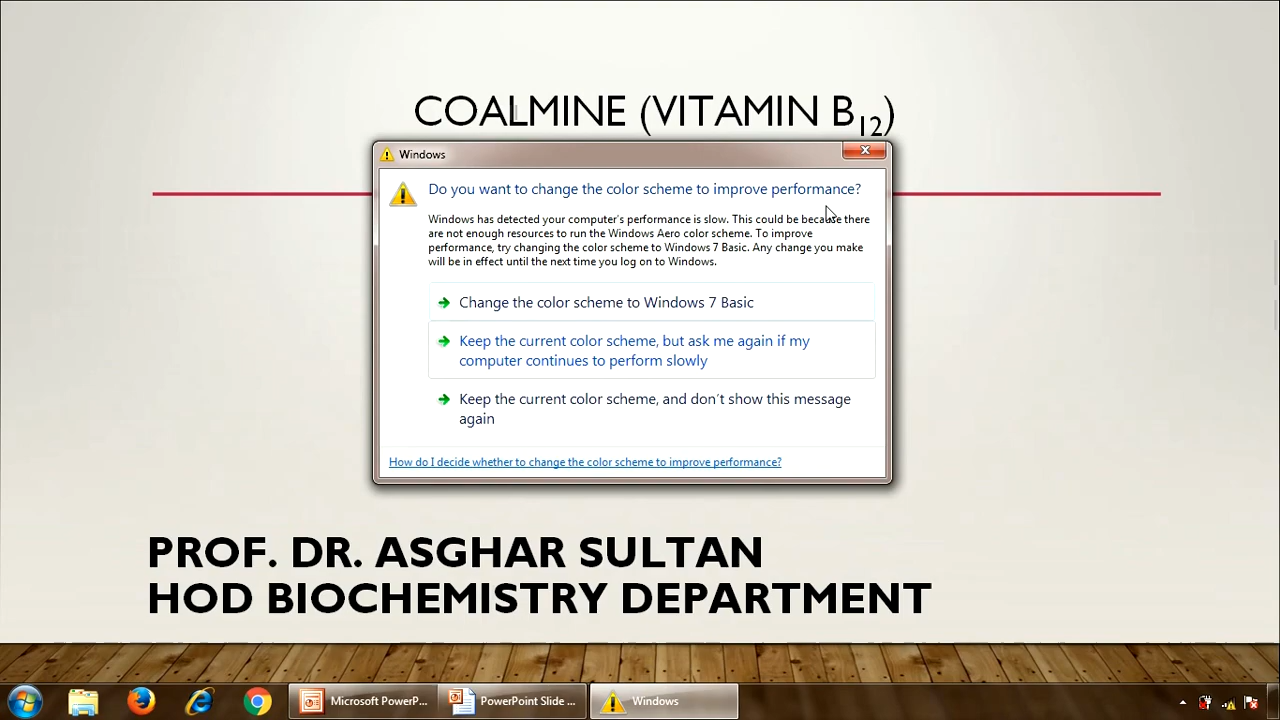 COALMINE (VITAMIN B12)
Windows
Do you want to change the color scheme to improve performance?
Windows has detected your computer's performance is slow. This could be because there
are not enough resources to run the Windows Aero color scheme. To improve
performance, try changing the color scheme to Windows 7 Basic. Any change you make
will be in effect until the next time you log on to Windows.
Change the color scheme to Windows 7 Basic
Keep the current color scheme, but ask me again if my
computer continues to perform slowly
Keep the current color scheme, and don't show this message
again
How do I decide whether to change the color scheme to improve performance?
PROF. DR. ASGHAR SULTAN
HOD BIOCHEMISTRY DEPARTMENT
Microsoft PowerP...
PowerPoint Slide ...
Windows